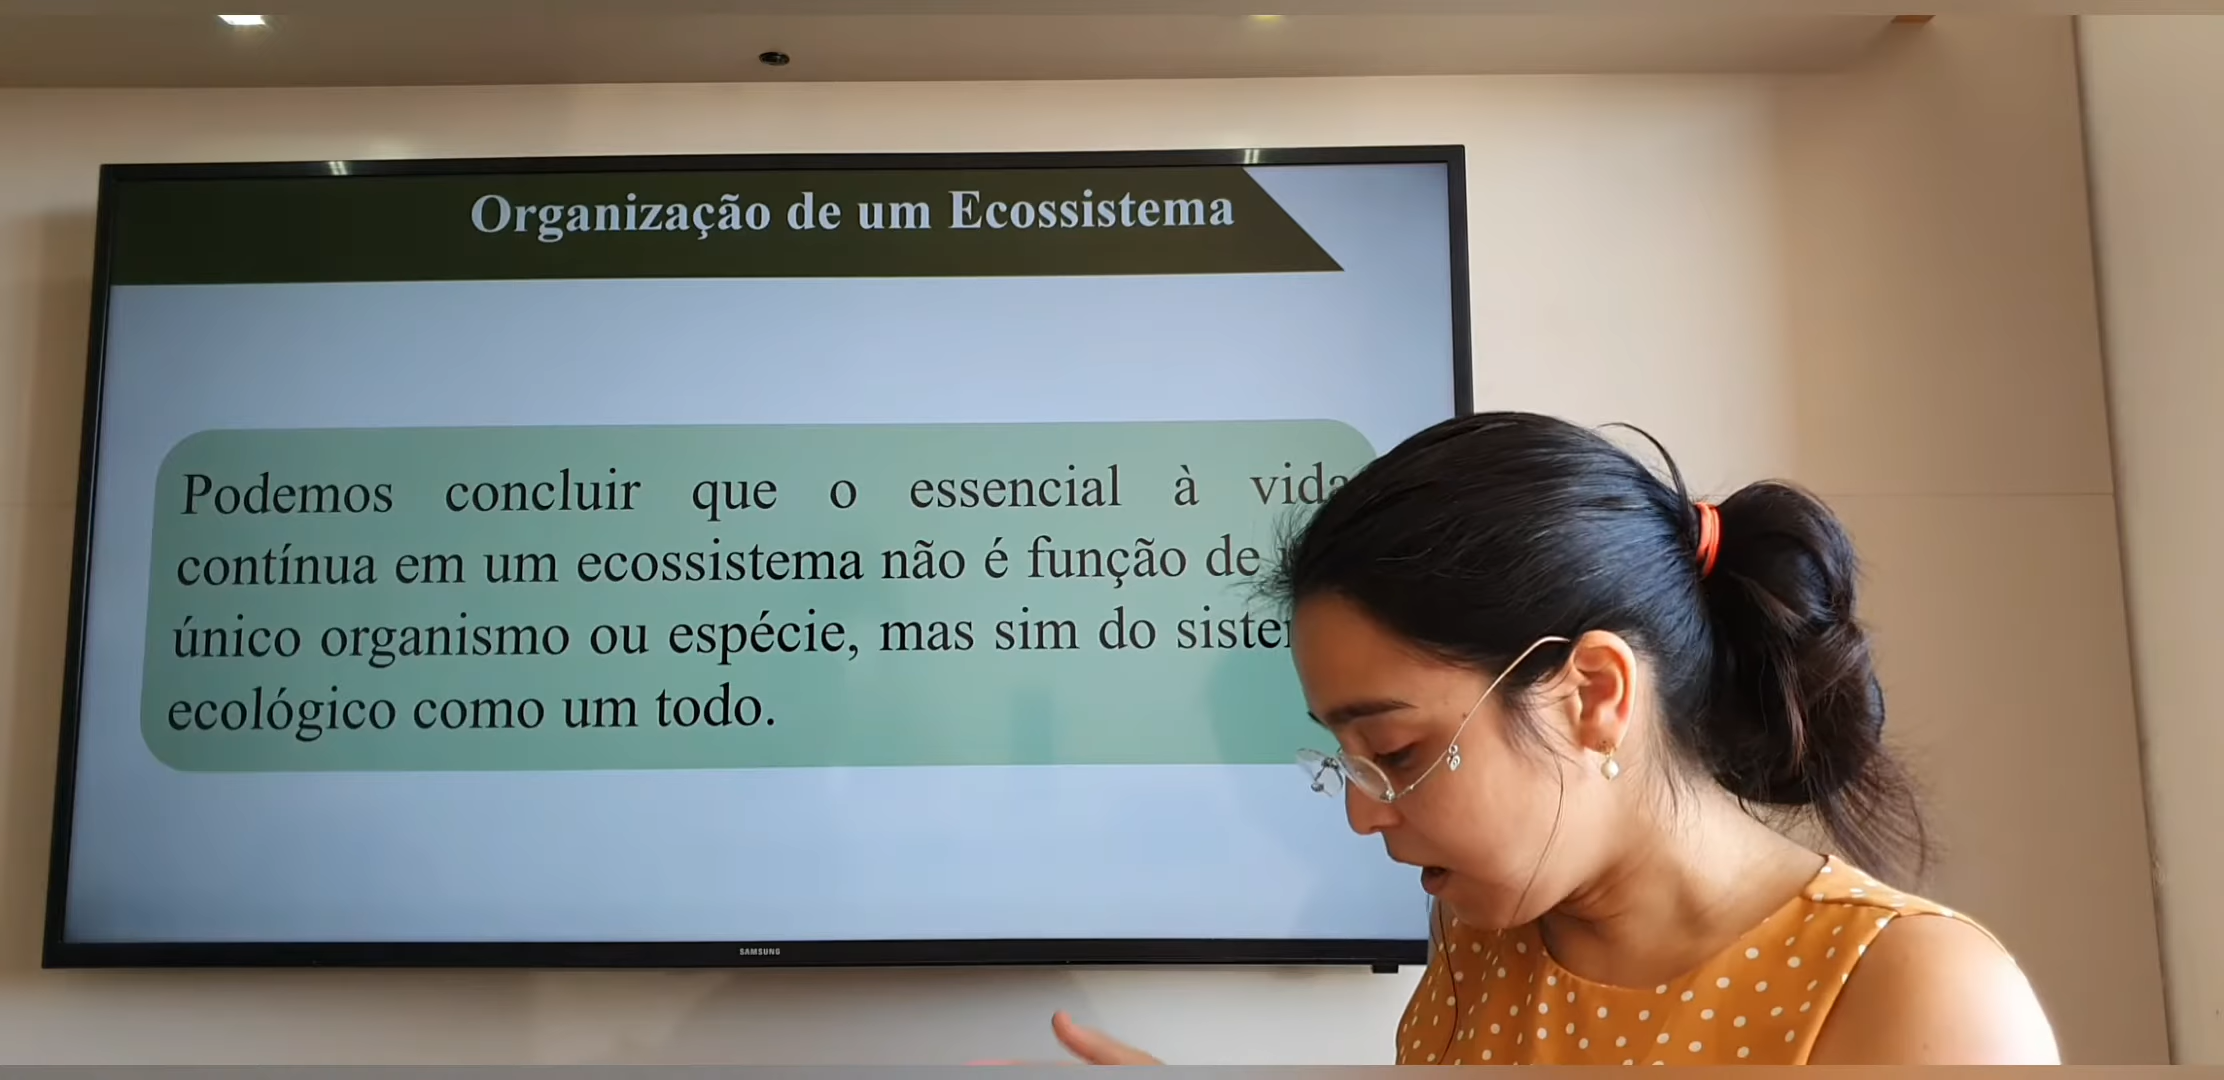 Organização de um Ecossistema
Podemos concluir que o essencial à vida
contínua em um ecossistema não é função de
único organismo ou espécie, mas sim do
ecológico como um todo.
SAMSUNG